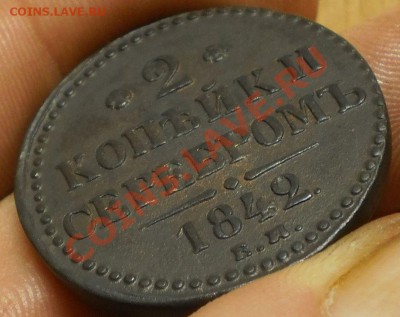 COINS.LAVE.RU
2
КОПѢЙКИ
СЕРЕБРОМЪ
1842.
Е.М.
COINS.LAVE.RU